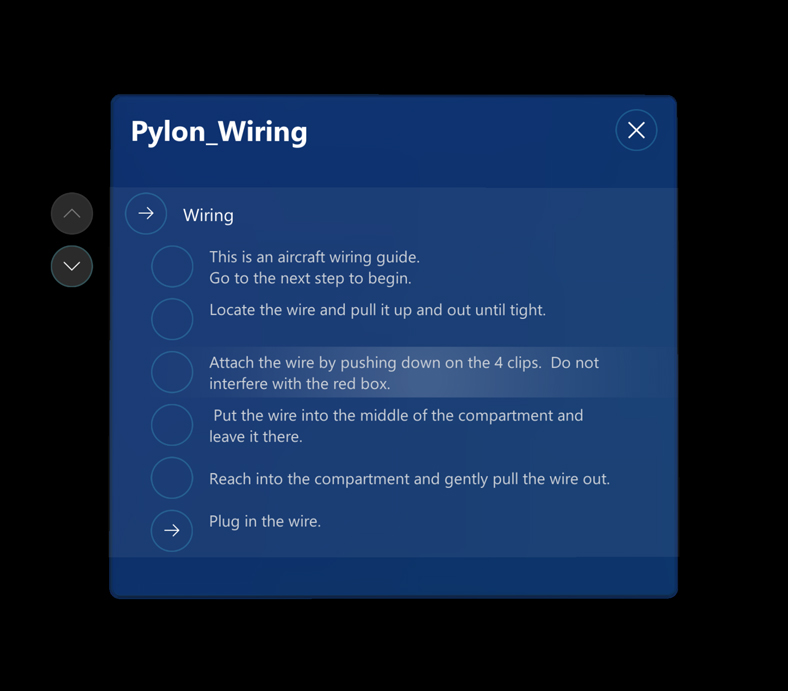 Pylon_Wiring
Wiring
This is an aircraft wiring guide.
Go to the next step to begin.
Locate the wire and pull it up and out until tight.
Attach the wire by pushing down on the 4 clips.  Do not
interfere with the red box.
Put the wire into the middle of the compartment and
leave it there.
Reach into the compartment and gently pull the wire out.
Plug in the wire.